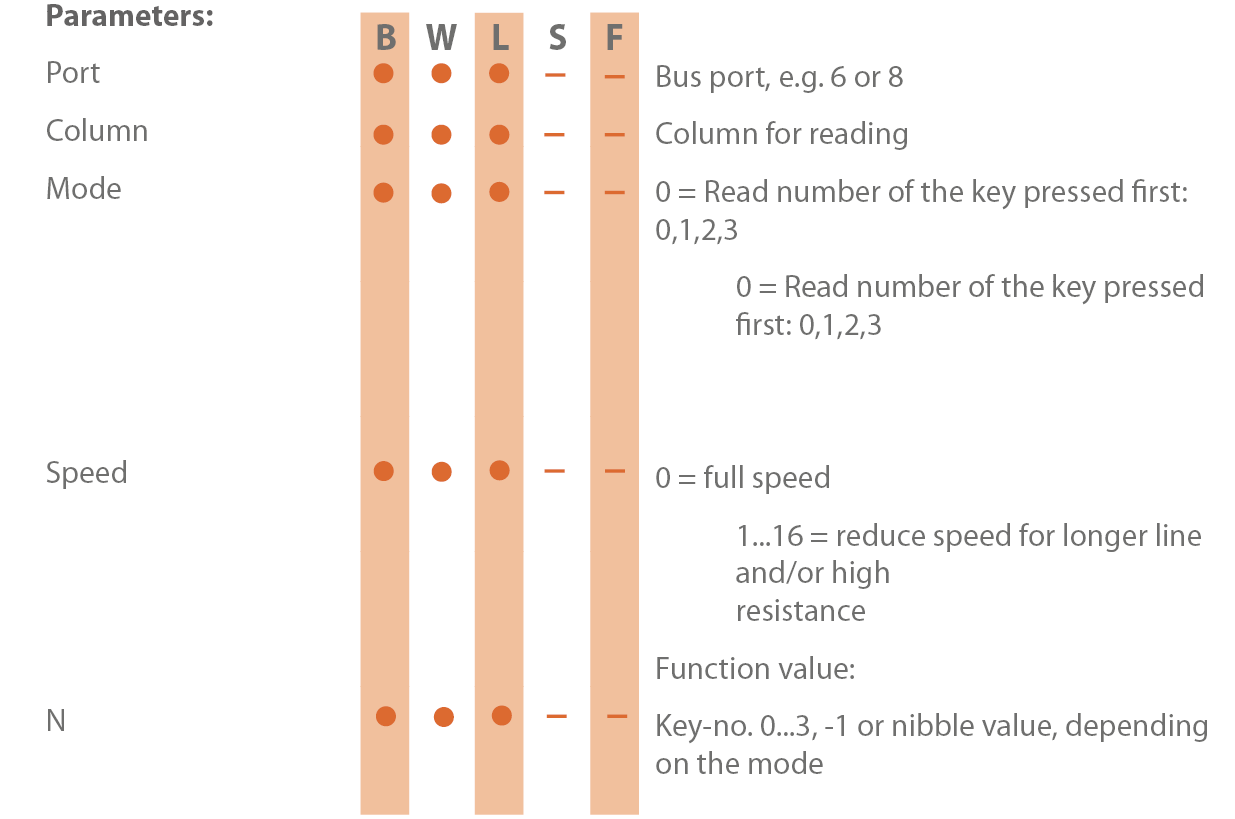 Parameters:
B W L S F
Port ● ● ● – – Bus port, e.g. 6 or 8
Column ● ● ● – – Column for reading
Mode ● ● ● – – 0 = Read number of the key pressed first:
0,1,2,3
0 = Read number of the key pressed
first: 0,1,2,3
Speed ● ● ● – – 0 = full speed
1...16 = reduce speed for longer line
and/or high
resistance
Function value:
N ● ● ● – – Key-no. 0...3, -1 or nibble value, depending
on the mode